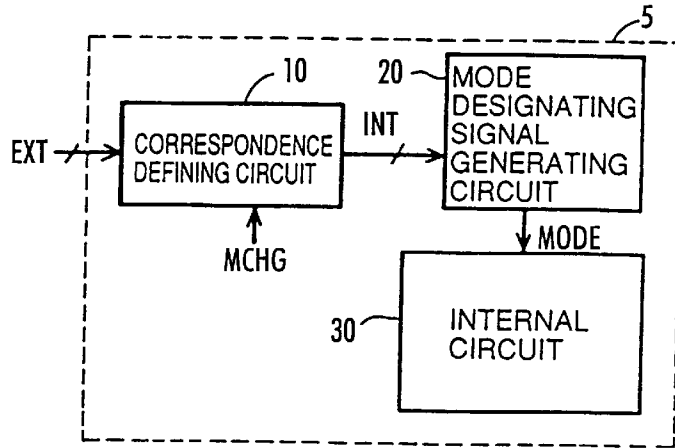 5
10
20
MODE
DESIGNATING
SIGNAL
GENERATING
CIRCUIT
INT
EXT
CORRESPONDENCE
DEFINING CIRCUIT
MCHG
MODE
30
INTERNAL
CIRCUIT